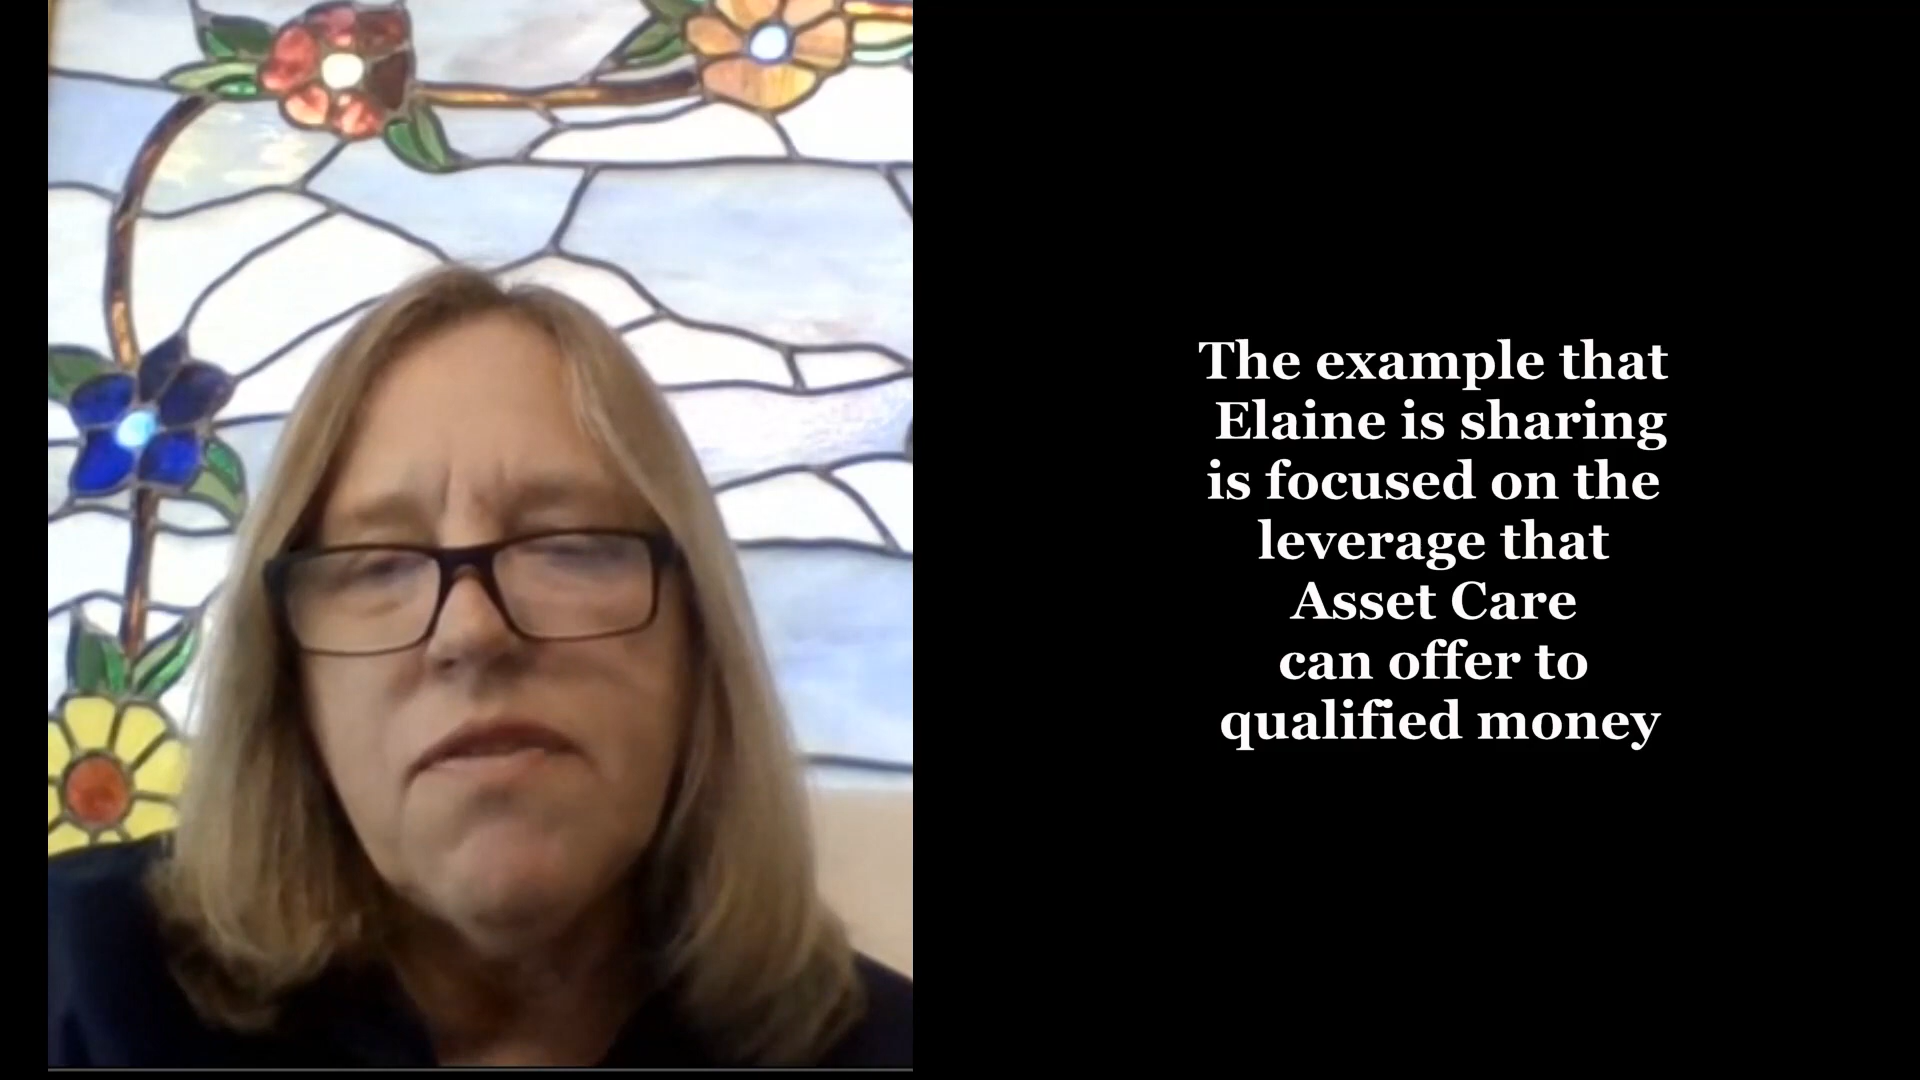 The example that
Elaine is sharing
is focused on the
leverage that
Asset Care
can offer to
qualified money